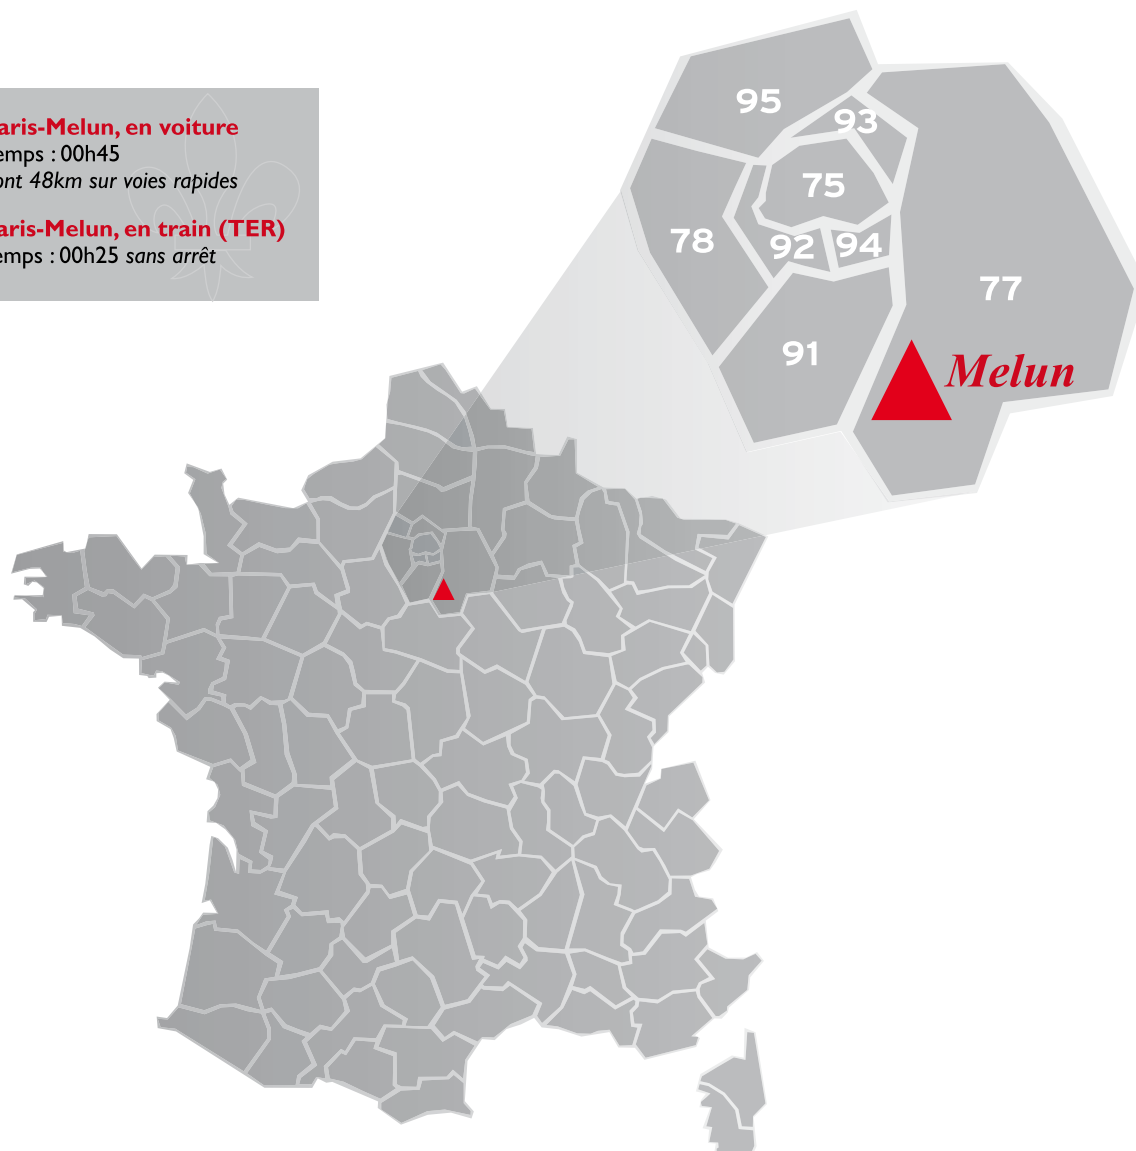 aris-Melun, en voiture
emps : 00h45
ont 48km sur voies rapides
aris-Melun, en train (TER)
emps : 00h25 sans arrêt
95
93
75
78
92
94
77
91
Melun